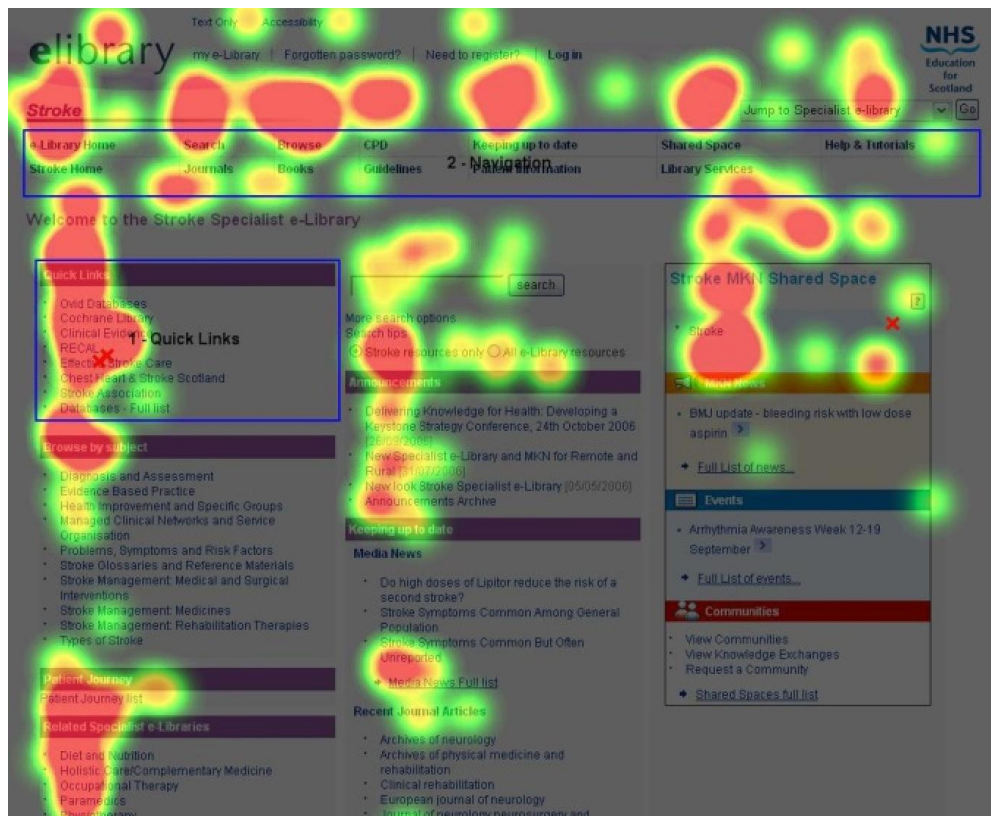 Text Only Accessibility
elibrary
my e-Library | Forgotten password? | Need to register? | Log in
NHS
Education
for
Scotland
Stroke
Jump to Specialist e-library
Go
e-Library Home Search Browse CPD Keeping up to date Shared Space Help & Tutorials
2 - Navigation
Stroke Home Journals Books Guidelines Patient Information Library Services
Welcome to the Stroke Specialist e-Library
Quick Links
Ovid Databases
Cochrane Library
Clinical Evidence
1 - Quick Links
RECAL
Effective Stroke Care
Chest Heart & Stroke Scotland
Stroke Association
Databases - Full list
Browse by subject
Diagnosis and Assessment
Evidence Based Practice
Health Improvement and Specific Groups
Managed Clinical Networks and Service
Organisation
Problems, Symptoms and Risk Factors
Stroke Glossaries and Reference Materials
Stroke Management: Medical and Surgical
Interventions
Stroke Management: Medicines
Stroke Management: Rehabilitation Therapies
Types of Stroke
Patient Journey
Patient Journey list
Related Specialist e-Libraries
Diet and Nutrition
Holistic Care/Complementary Medicine
Occupational Therapy
Paramedics
Physiotherapy
search
More search options
Search tips
Stroke resources only All e-Library resources
Announcements
Delivering Knowledge for Health: Developing a
Keystone Strategy Conference, 24th October 2006
[26/09/2006]
New Specialist e-Library and MKN for Remote and
Rural [31/07/2006]
New look Stroke Specialist e-Library [05/05/2006]
Announcements Archive
Keeping up to date
Media News
Do high doses of Lipitor reduce the risk of a
second stroke?
Stroke Symptoms Common Among General
Population
Stroke Symptoms Common But Often
Unreported
Media News Full list
Recent Journal Articles
Archives of neurology
Archives of physical medicine and
rehabilitation
Clinical rehabilitation
European journal of neurology
Journal of neurology neurosurgery and
Stroke MKN Shared Space
?
Stroke
MKN News
BMJ update - bleeding risk with low dose
aspirin
Full List of news...
Events
Arrhythmia Awareness Week 12-19
September
Full List of events...
Communities
View Communities
View Knowledge Exchanges
Request a Community
Shared Spaces full list